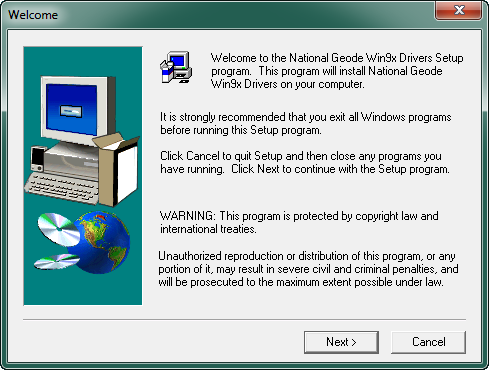 Welcome
Welcome to the National Geode Win9x Drivers Setup
program. This program will install National Geode
Win9x Drivers on your computer.
It is strongly recommended that you exit all Windows programs
before running this Setup program.
Click Cancel to quit Setup and then close any programs you
have running. Click Next to continue with the Setup program.
WARNING: This program is protected by copyright law and
international treaties.
Unauthorized reproduction or distribution of this program, or any
portion of it, may result in severe civil and criminal penalties, and
will be prosecuted to the maximum extent possible under law.
Next >
Cancel